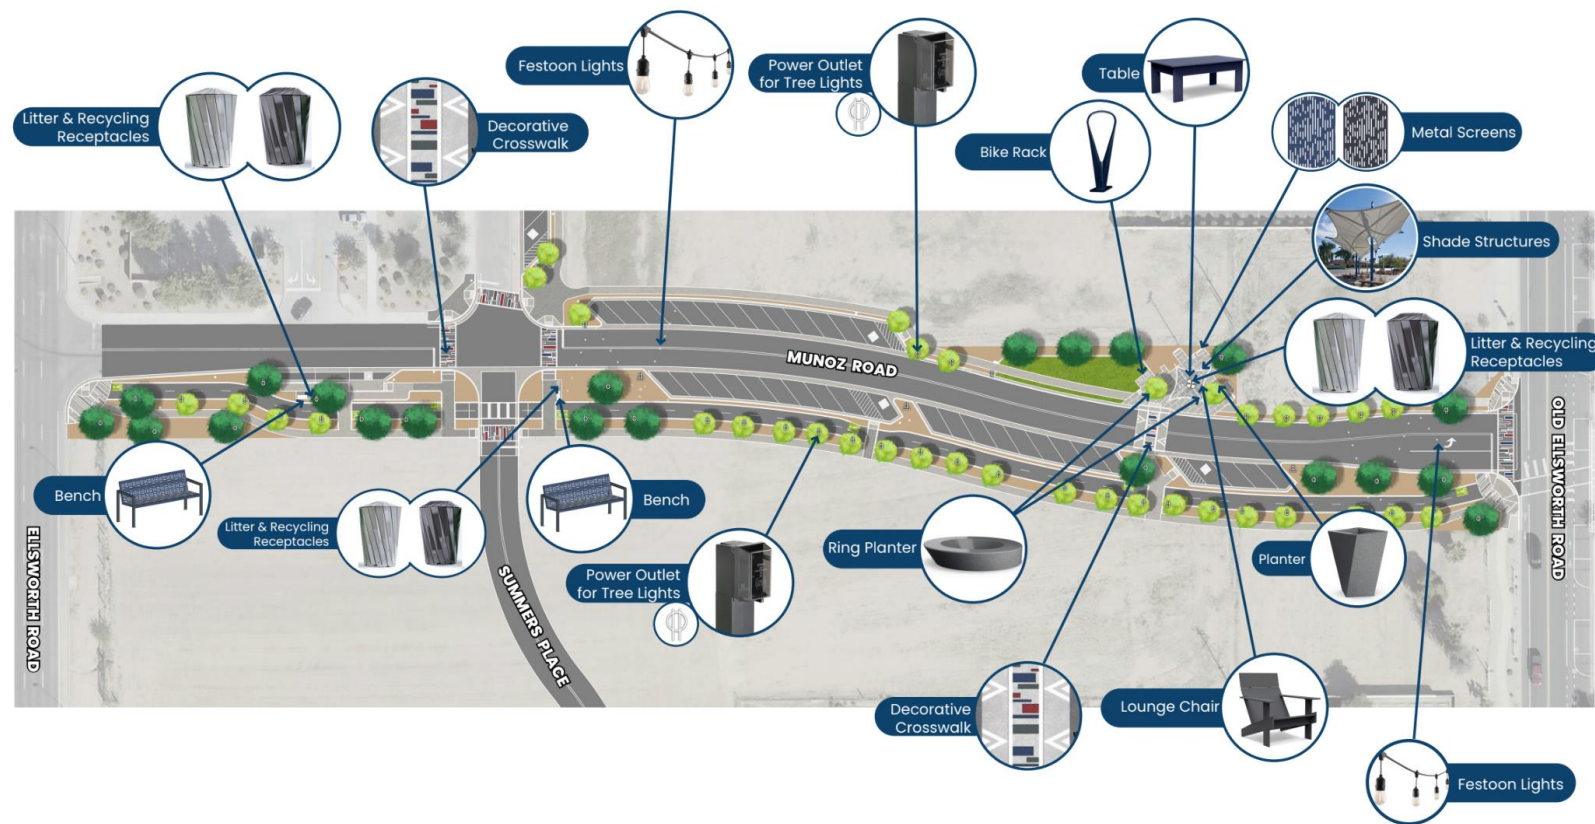 Festoon Lights
Power Outlet
for Tree Lights
Table
Litter & Recycling
Receptacles
Decorative
Crosswalk
Bike Rack
Metal Screens
Shade Structures
Litter & Recycling
Receptacles
MUNOZ ROAD
OLD ELLSWORTH ROAD
Bench
Bench
Litter & Recycling
Receptacles
ELLSWORTH ROAD
SUMMERS PLACE
Power Outlet
for Tree Lights
Ring Planter
Planter
Decorative
Crosswalk
Lounge Chair
Festoon Lights